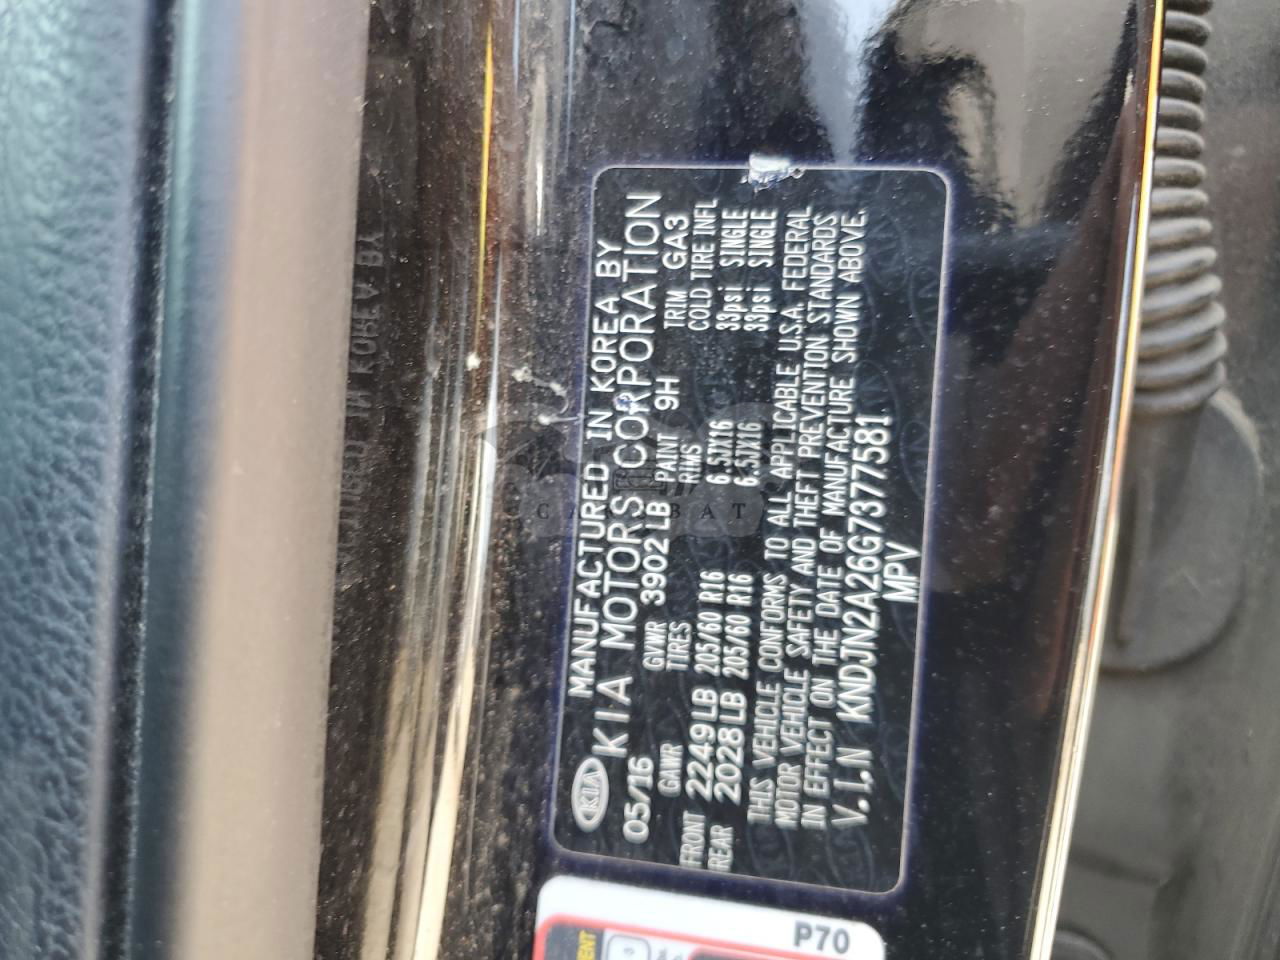 MANUFACTURED IN KOREA BY
KIA KIA MOTORS CORPORATION
05/16 GVWR 3902LB PAINT 9H TRIM GA3
GAWR TIRES RIMS COLD TIRE INFL
FRONT 2249LB 205/60 R16 6.5JX16 33psi SINGLE
REAR 2028LB 205/60 R16 6.5JX16 33psi SINGLE
THIS VEHICLE CONFORMS TO ALL APPLICABLE U.S.A. FEDERAL
MOTOR VEHICLE SAFETY AND THEFT PREVENTION STANDARDS
IN EFFECT ON THE DATE OF MANUFACTURE SHOWN ABOVE.
V.I.N KNDJN2A26G7377581
MPV
P70